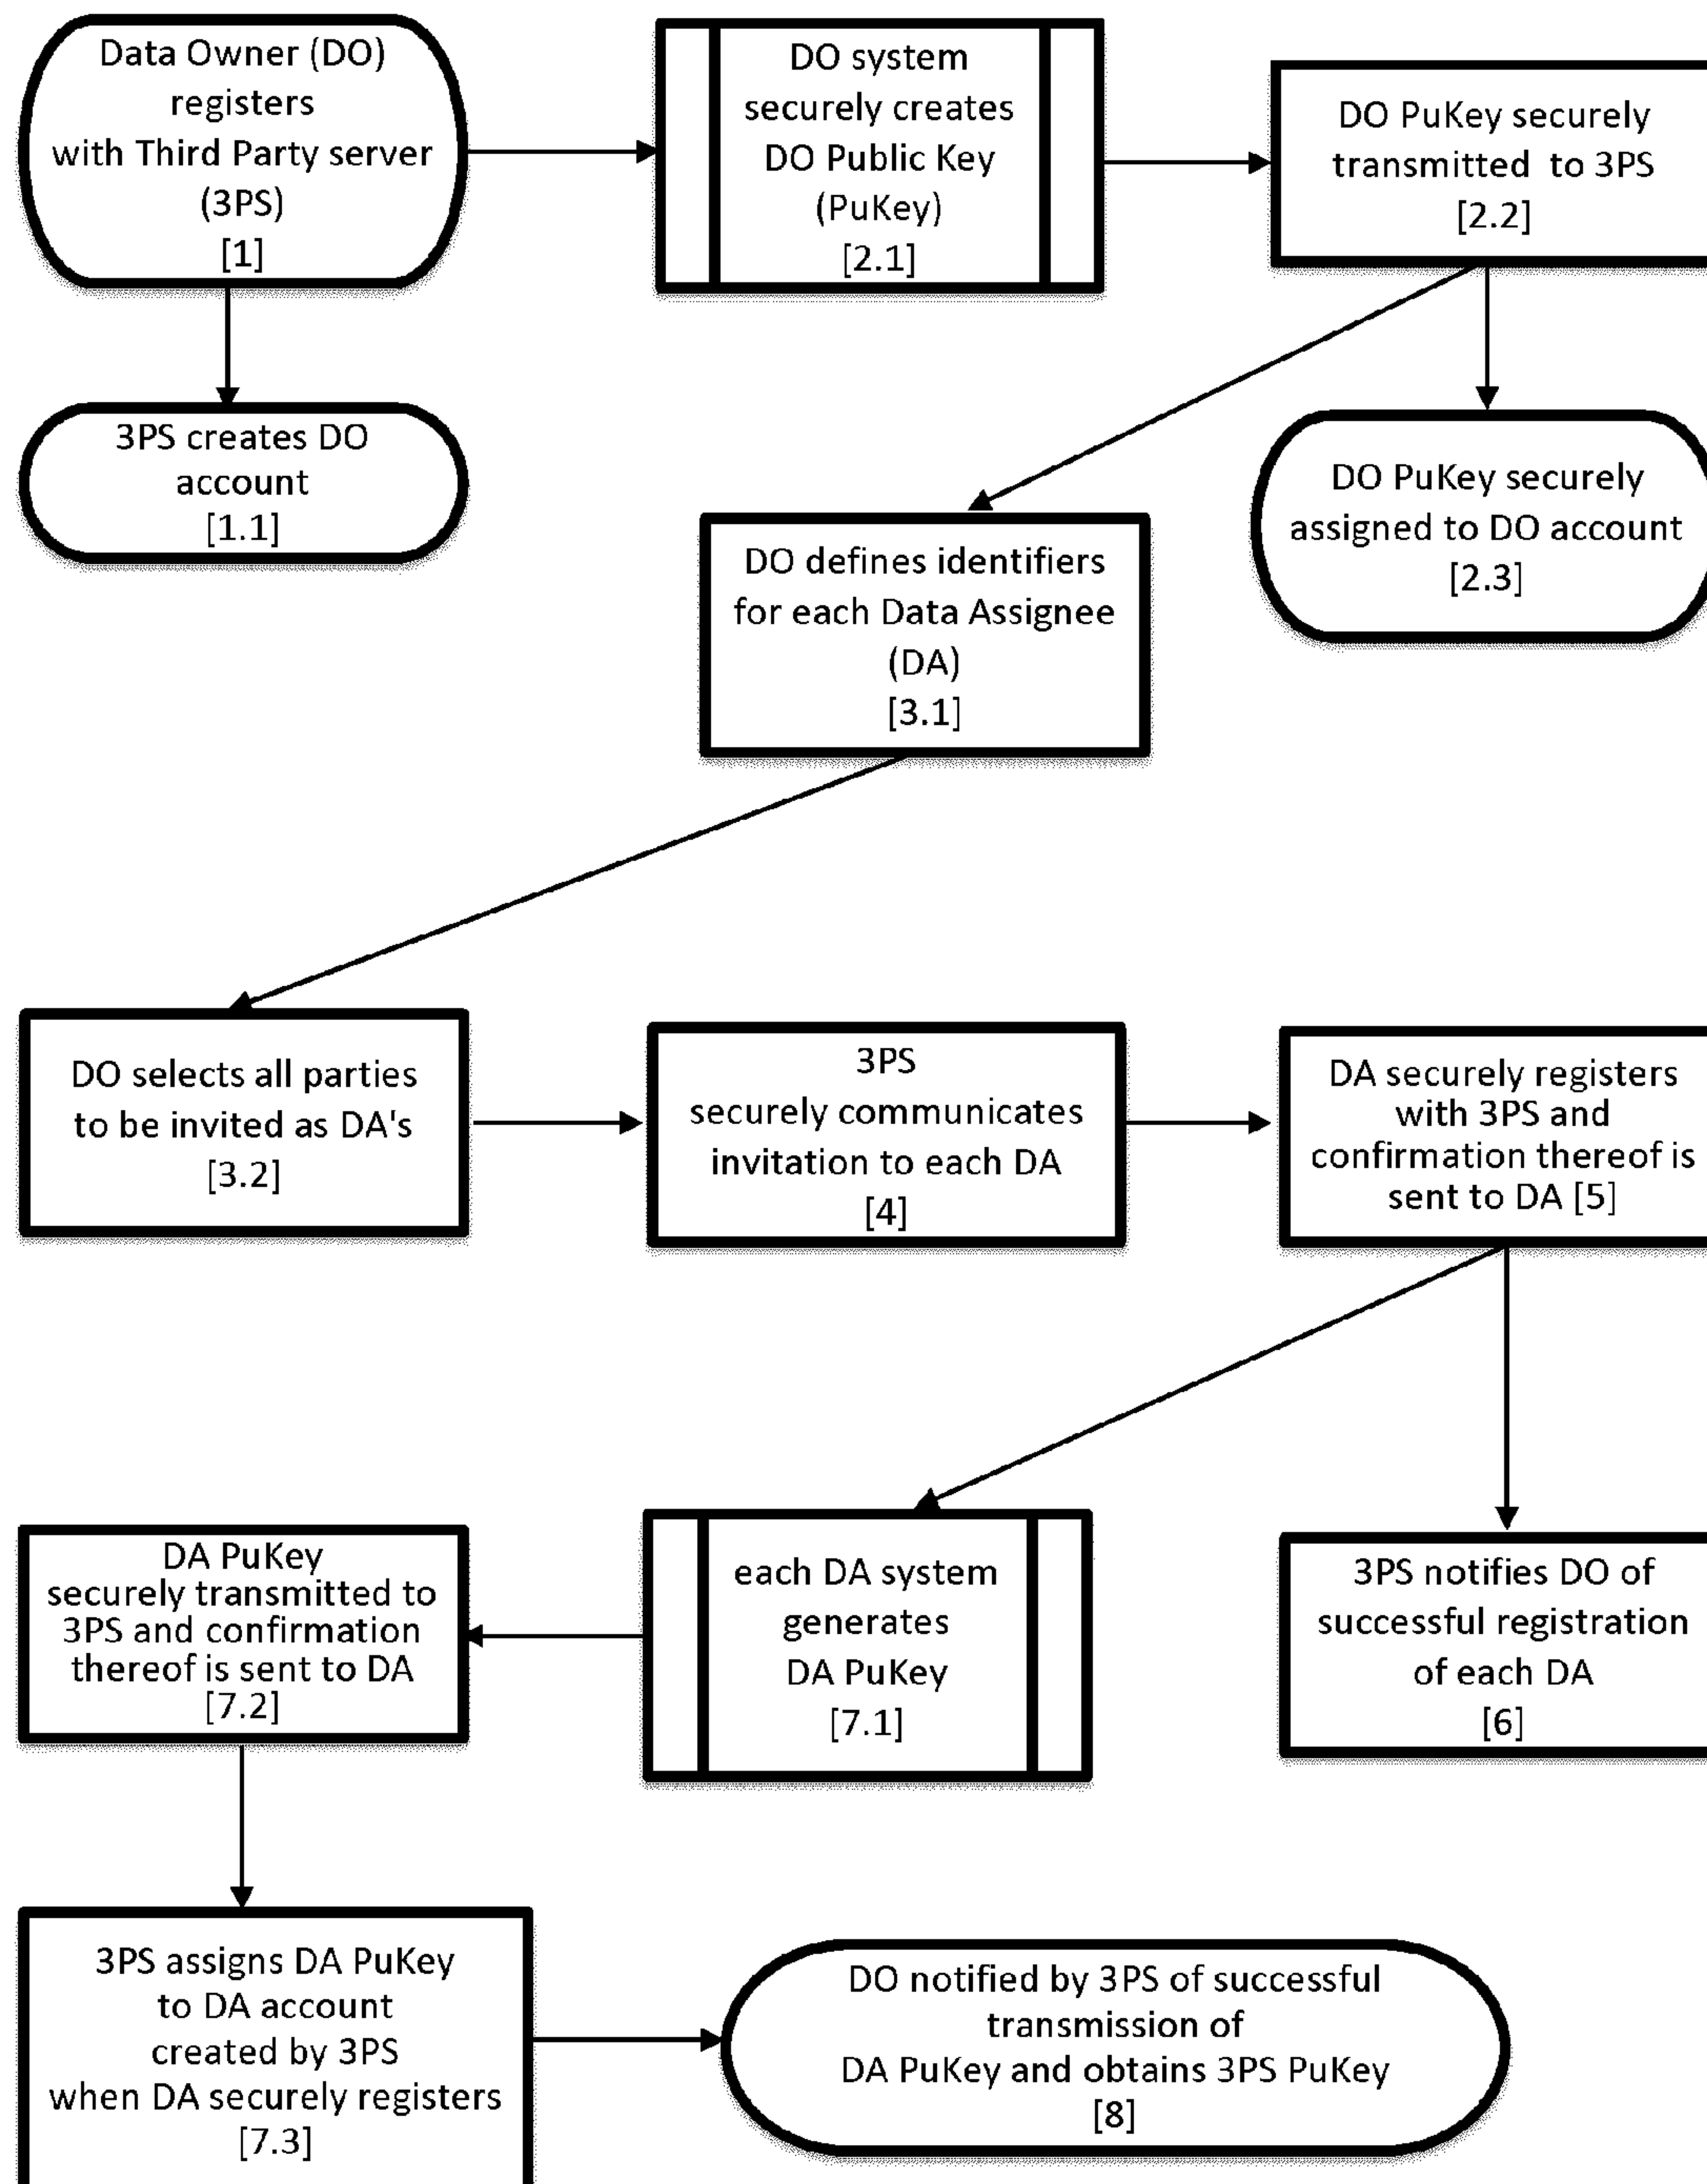 Data Owner (DO)
registers
with Third Party server
(3PS)
[1]
DO system
securely creates
DO Public Key
(PuKey)
[2.1]
DO PuKey securely
transmitted to 3PS
[2.2]
3PS creates DO
account
[1.1]
DO PuKey securely
assigned to DO account
[2.3]
DO defines identifiers
for each Data Assignee
(DA)
[3.1]
DO selects all parties
to be invited as DA's
[3.2]
3PS
securely communicates
invitation to each DA
[4]
DA securely registers
with 3PS and
confirmation thereof is
sent to DA [5]
DA PuKey
securely transmitted to
3PS and confirmation
thereof is sent to DA
[7.2]
each DA system
generates
DA PuKey
[7.1]
3PS notifies DO of
successful registration
of each DA
[6]
3PS assigns DA PuKey
to DA account
created by 3PS
when DA securely registers
[7.3]
DO notified by 3PS of successful
transmission of
DA PuKey and obtains 3PS PuKey
[8]